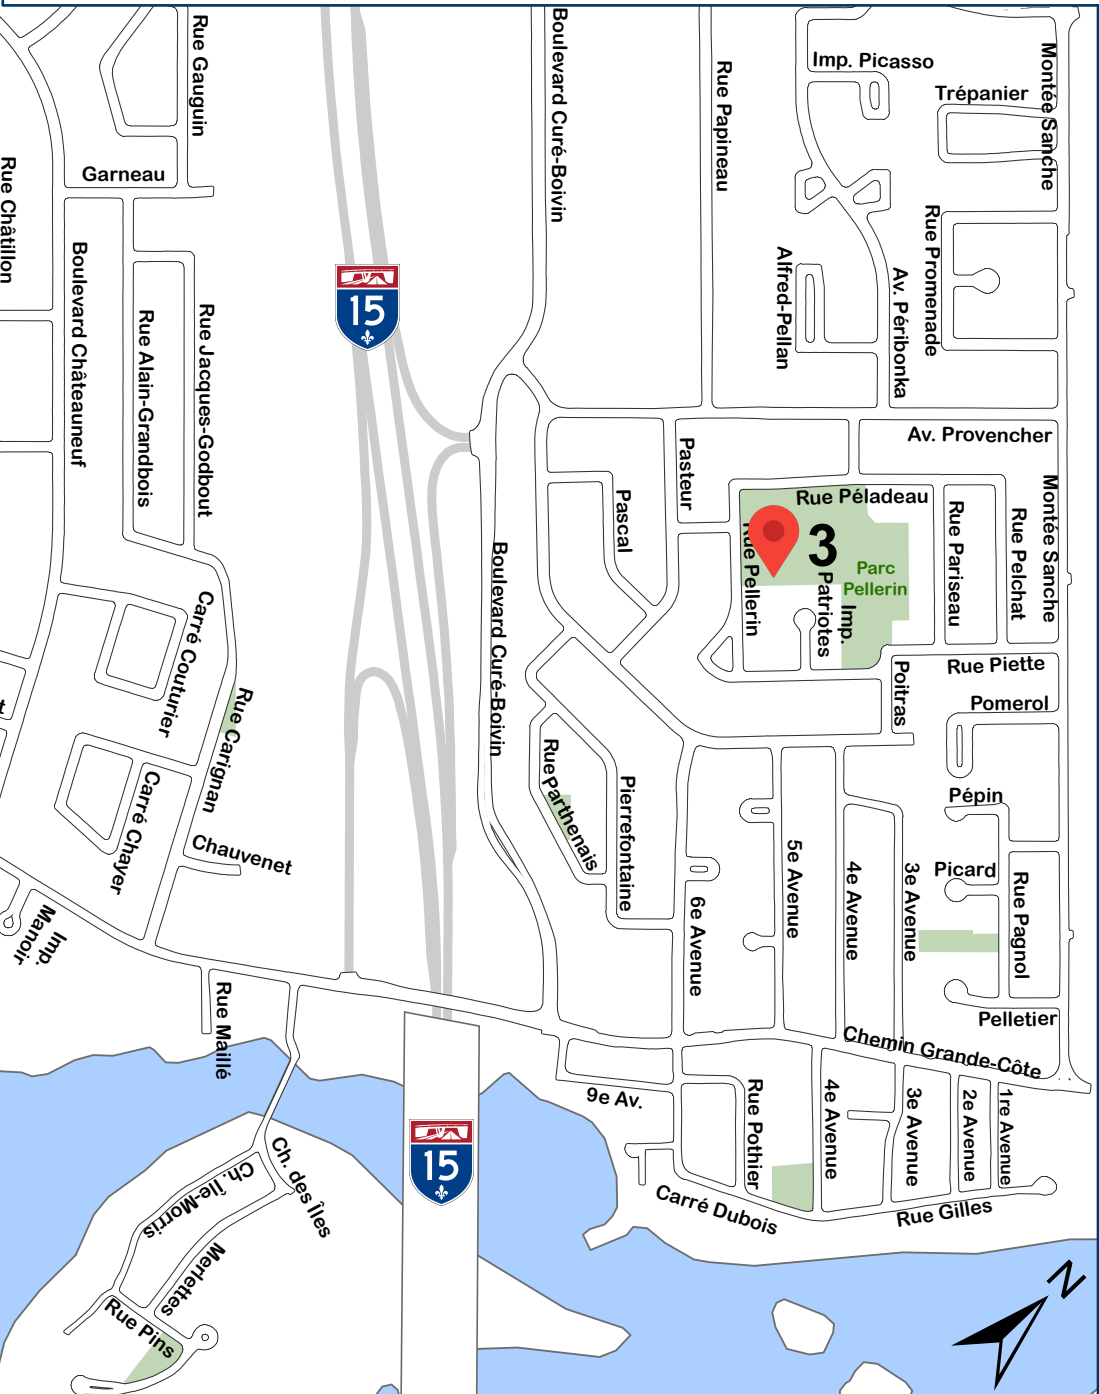 Rue Gauguin
Boulevard Curé-Boivin
Rue Papineau
Imp. Picasso
Trépanier
Montée Sanche
Garneau
Rue Châtillon
Boulevard Châteauneuf
Rue Alain-Grandbois
Rue Jacques-Godbout
15
Alfred-Pellan
Av. Péribonka
Rue Promenade
Av. Provencher
Pasteur
Pascal
Rue Péladeau
Rue Pellerin
3
Parc
Pellerin
Imp.
Patriotes
Rue Pariseau
Rue Pelchat
Montée Sanche
Boulevard Curé-Boivin
Rue Piette
Poitras
Pomerol
Carré Couturier
Rue Carignan
t
Carré Chayer
Chauvenet
Rue Parthenais
Pierrefontaine
6e Avenue
5e Avenue
4e Avenue
3e Avenue
Pépin
Picard
Rue Pagnol
Pelletier
Imp.
Manoir
Rue Maillé
Chemin Grande-Côte
9e Av.
Rue Pothier
4e Avenue
3e Avenue
2e Avenue
1re Avenue
15
Ch. des Îles
Ch. Île-Morris
Merlettes
Rue Pins
Carré Dubois
Rue Gilles
N